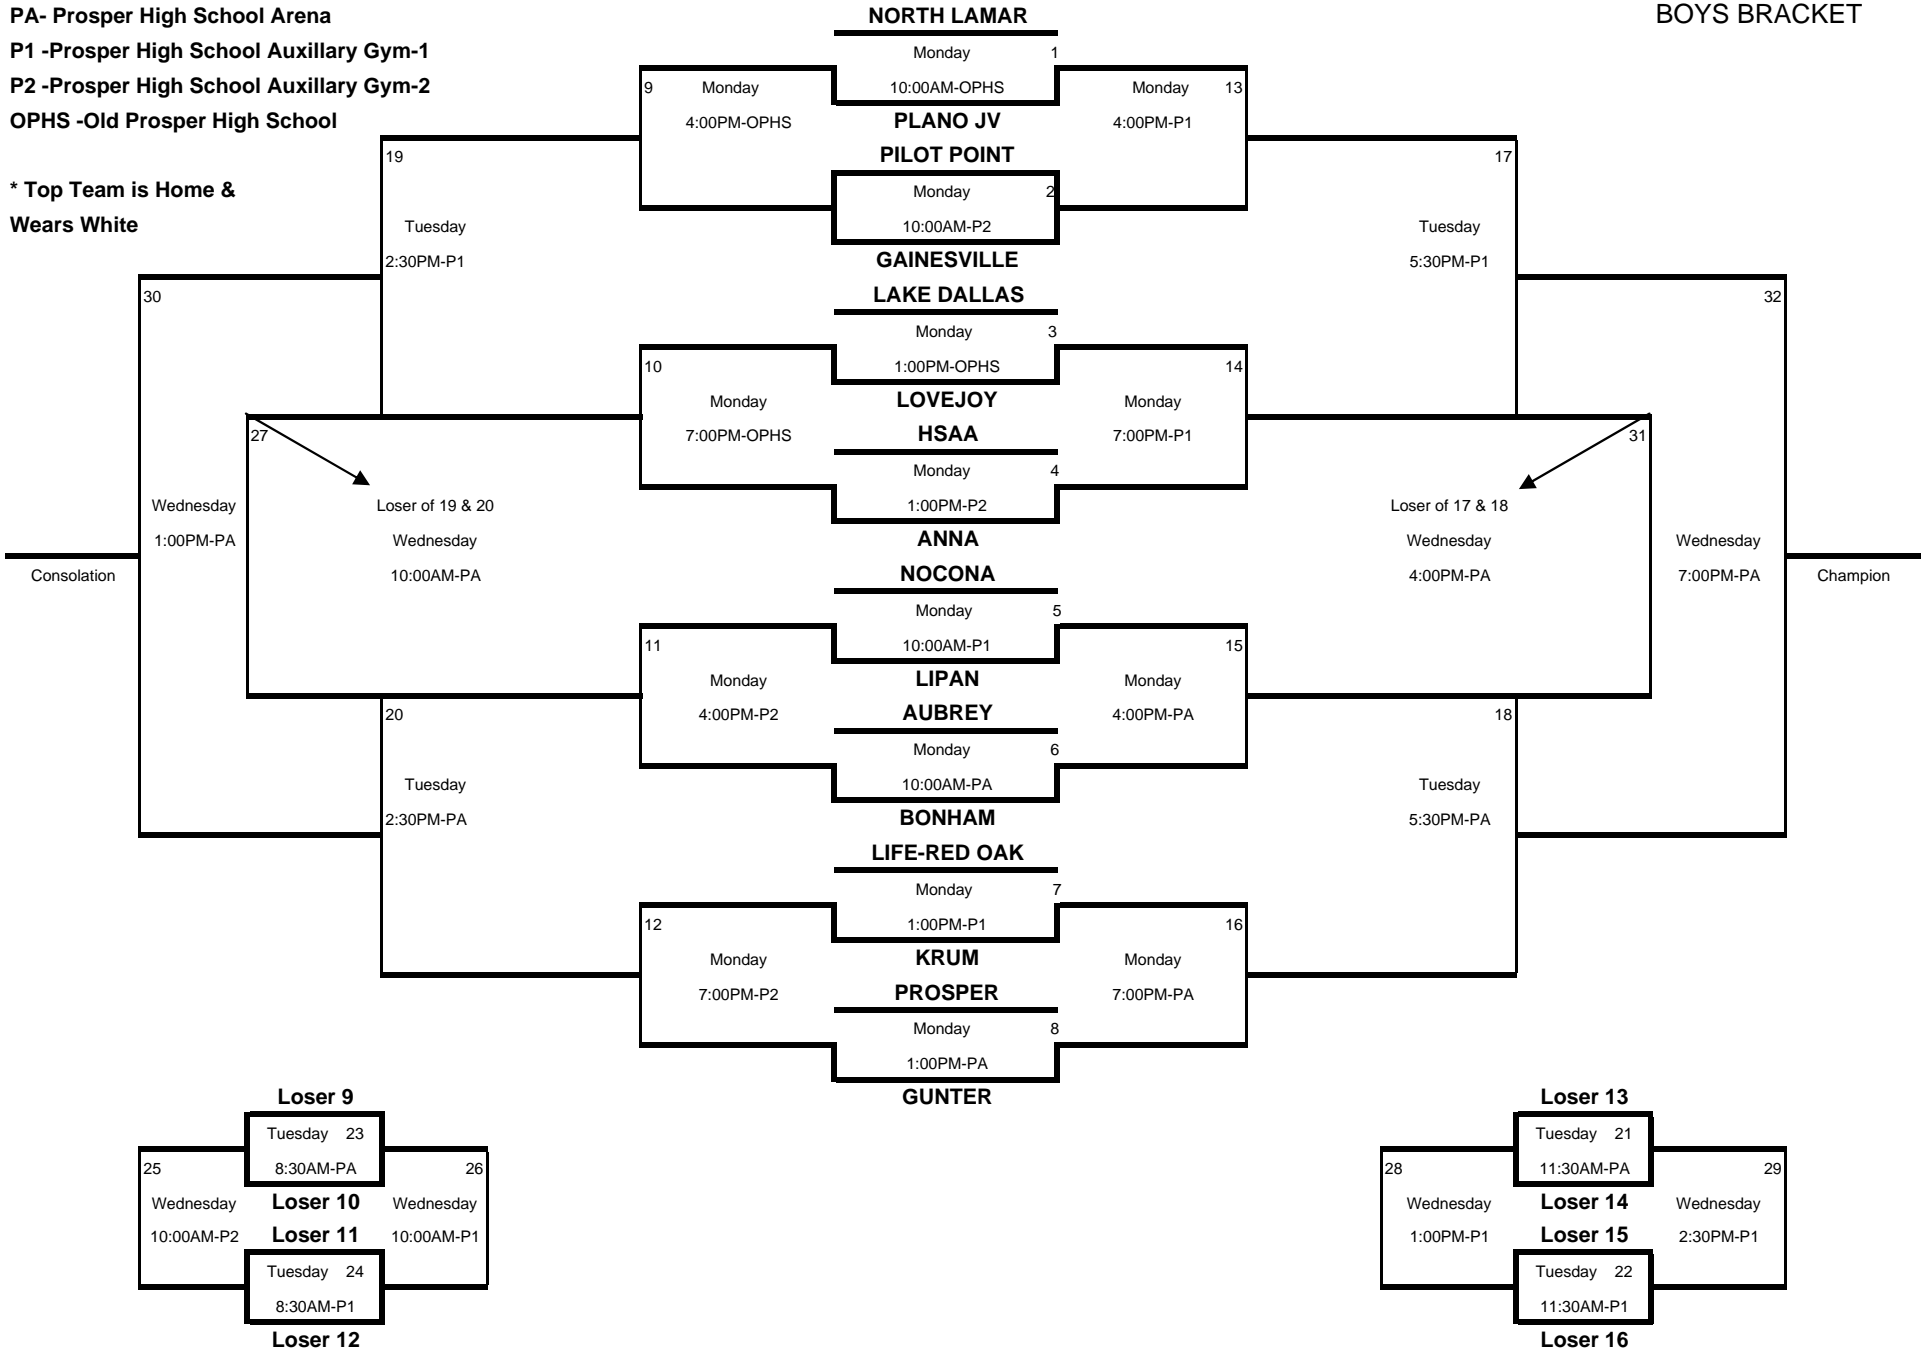 PA- Prosper High School Arena
P1 -Prosper High School Auxillary Gym-1
P2 -Prosper High School Auxillary Gym-2
OPHS -Old Prosper High School
* Top Team is Home &
Wears White
BOYS BRACKET
NORTH LAMAR
Monday 1
10:00AM-OPHS
PLANO JV
PILOT POINT
Monday 2
10:00AM-P2
GAINESVILLE
LAKE DALLAS
Monday 3
1:00PM-OPHS
LOVEJOY
HSAA
Monday 4
1:00PM-P2
ANNA
NOCONA
Monday 5
10:00AM-P1
LIPAN
AUBREY
Monday 6
10:00AM-PA
BONHAM
LIFE-RED OAK
Monday 7
1:00PM-P1
KRUM
PROSPER
Monday 8
1:00PM-PA
GUNTER
9 Monday
4:00PM-OPHS
10
Monday
7:00PM-OPHS
11
Monday
4:00PM-P2
12
Monday
7:00PM-P2
Monday 13
4:00PM-P1
14
Monday
7:00PM-P1
15
Monday
4:00PM-PA
16
Monday
7:00PM-PA
19
Tuesday
2:30PM-P1
20
Tuesday
2:30PM-PA
17
Tuesday
5:30PM-P1
18
Tuesday
5:30PM-PA
30
Wednesday
1:00PM-PA
Consolation
27
Loser of 19 & 20
Wednesday
10:00AM-PA
31
Loser of 17 & 18
Wednesday
4:00PM-PA
32
Wednesday
7:00PM-PA
Champion
Loser 9
Tuesday 23
8:30AM-PA
Loser 10
Loser 11
Tuesday 24
8:30AM-P1
Loser 12
25
Wednesday
10:00AM-P2
26
Wednesday
10:00AM-P1
Loser 13
Tuesday 21
11:30AM-PA
Loser 14
Loser 15
Tuesday 22
11:30AM-P1
Loser 16
28
Wednesday
1:00PM-P1
29
Wednesday
2:30PM-P1